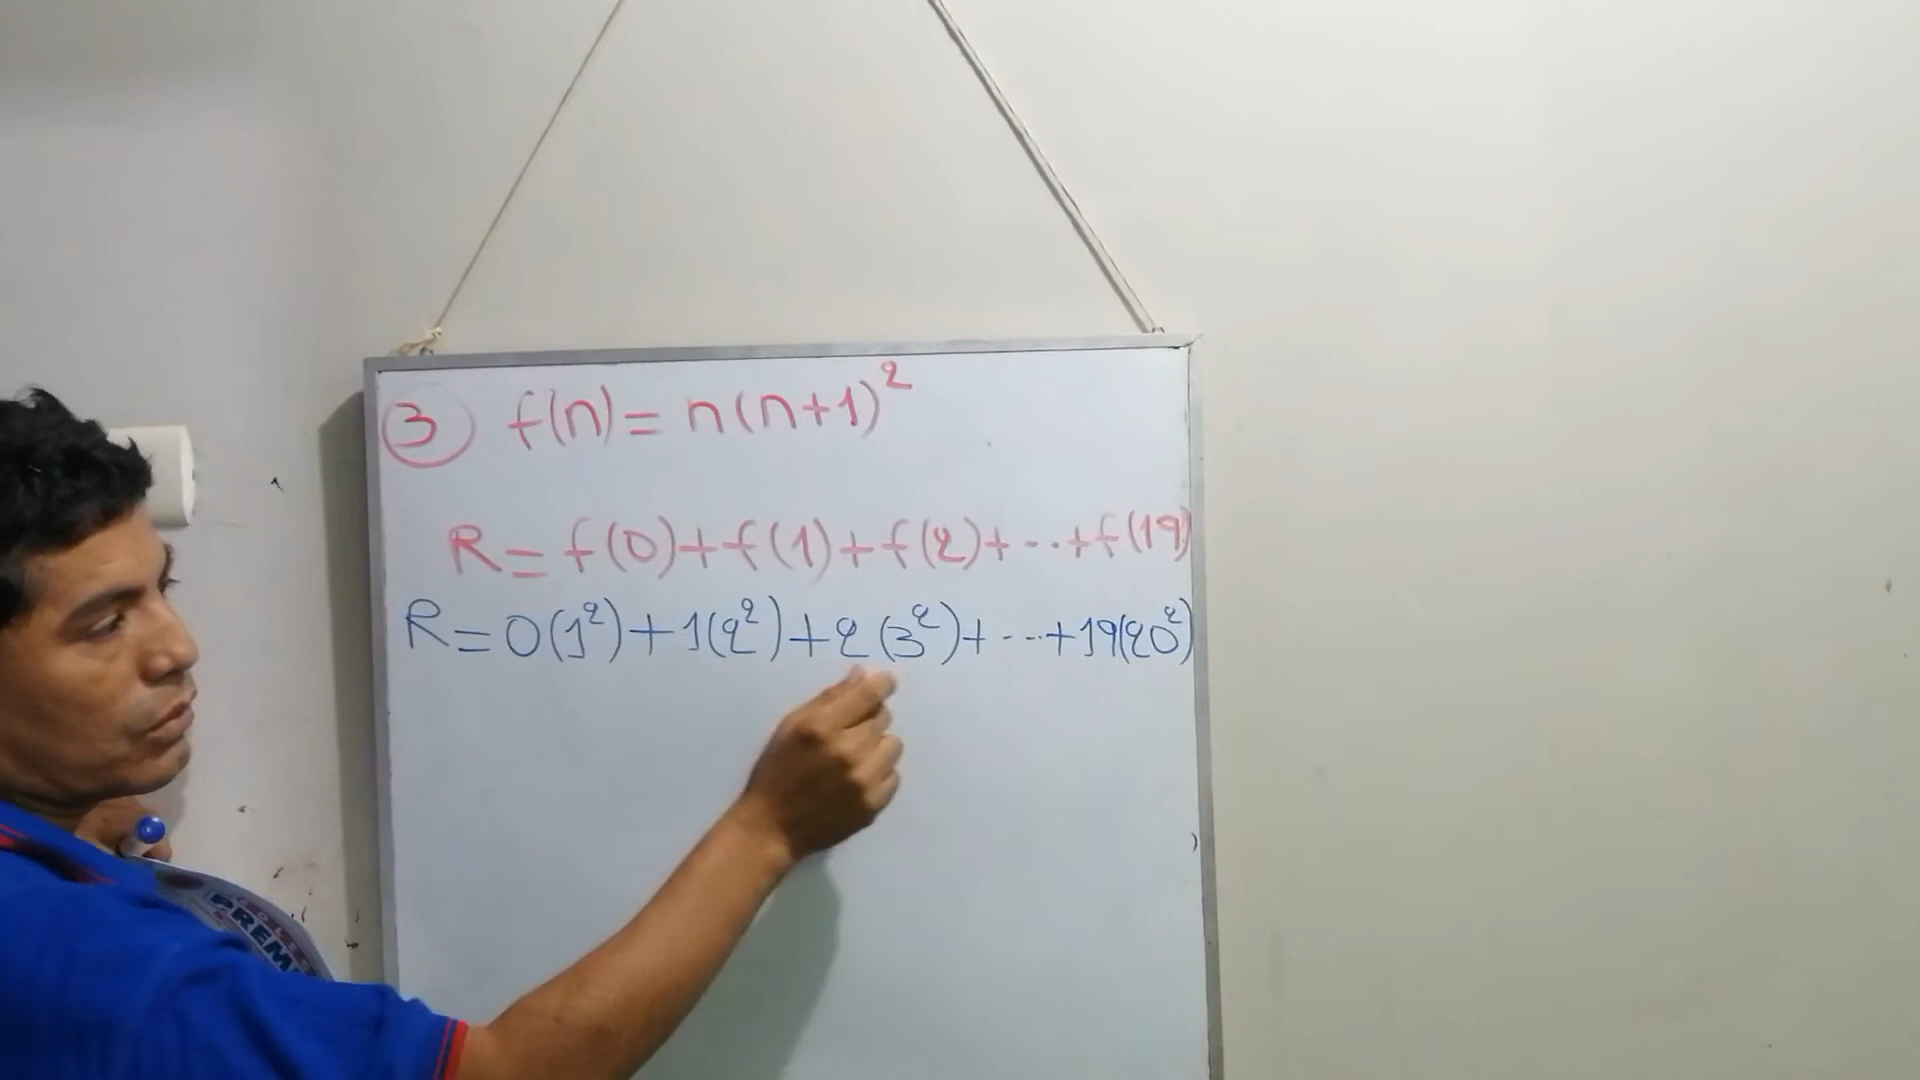 3 f(n) = n(n+1)²
R = f(0)+f(1)+f(2)+...+f(19)
R = 0(1²)+1(2²)+2(3²)+...+19(20²)